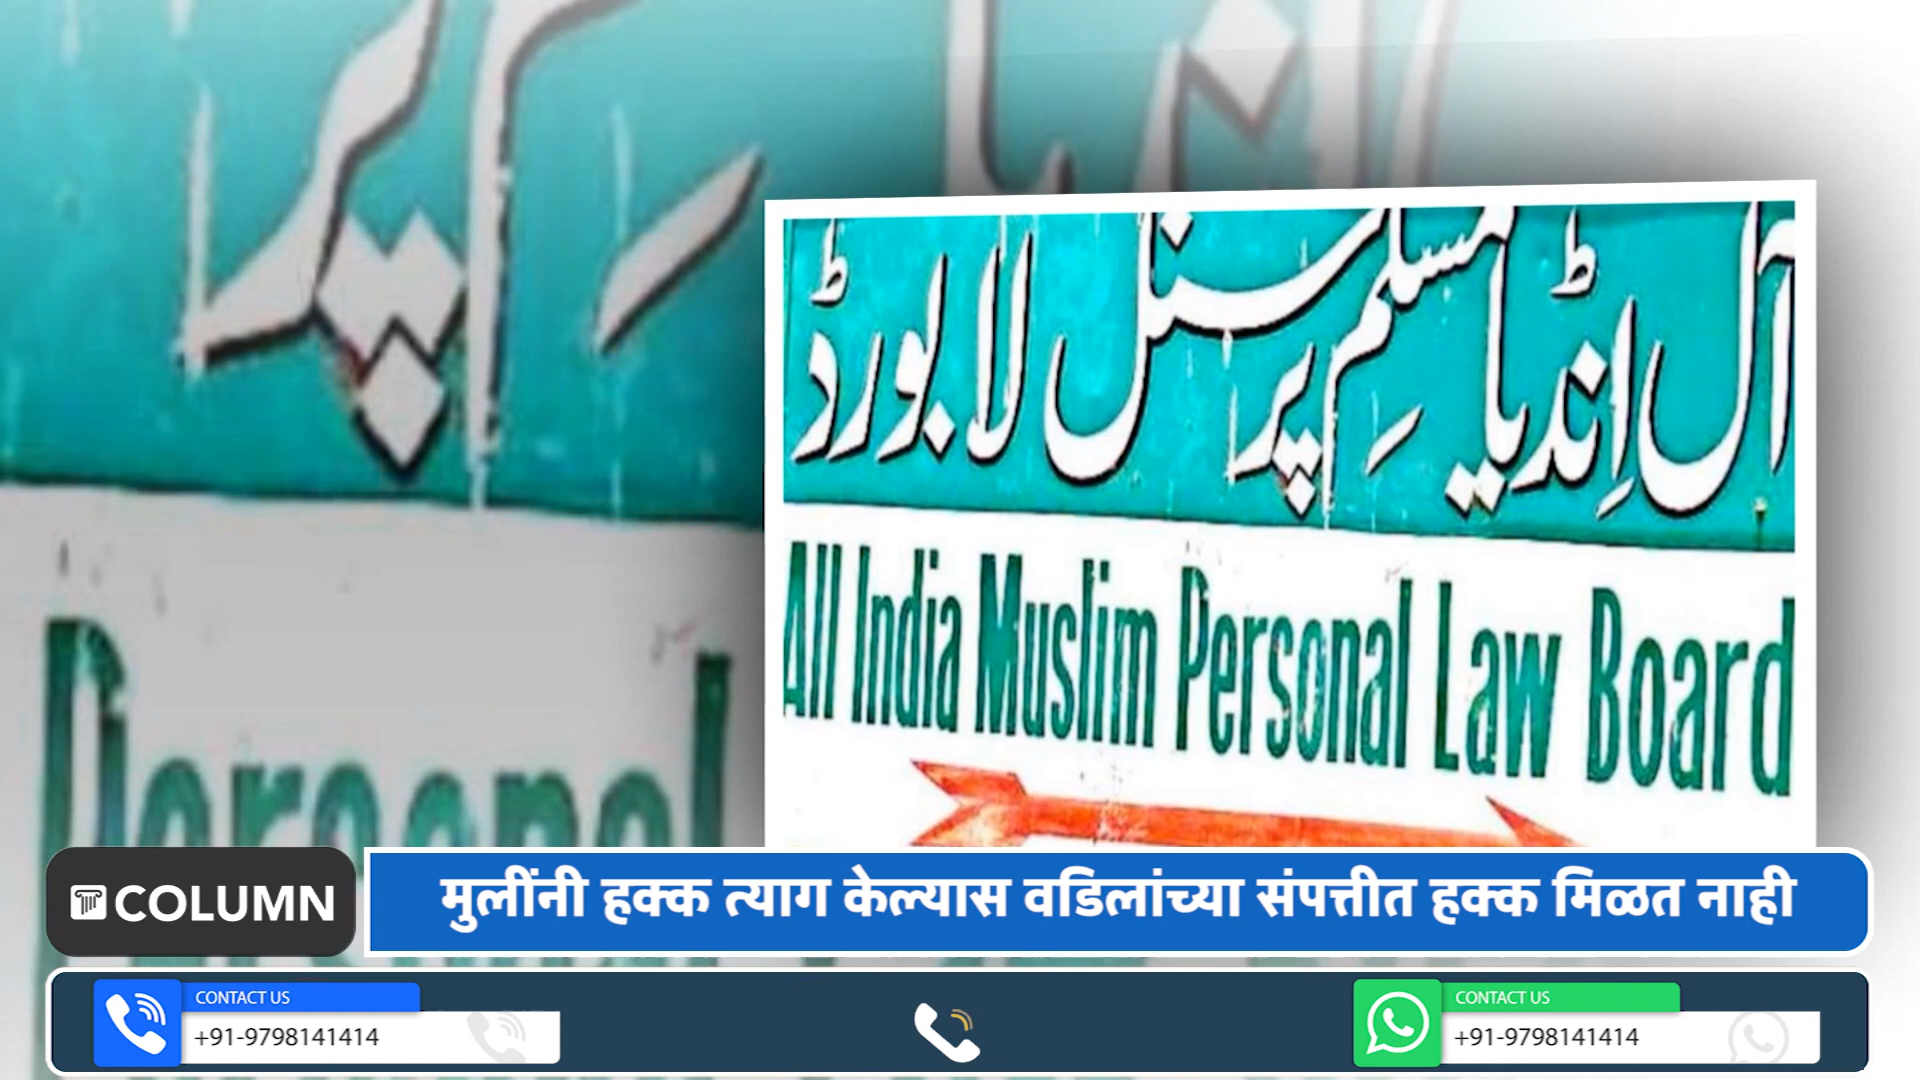 آل انڈیا مسلم پرسنل لا بورڈ
All India Muslim Personal Law Board
Personal
COLUMN
मुलींनी हक्क त्याग केल्यास वडिलांच्या संपत्तीत हक्क मिळत नाही
CONTACT US
+91-9798141414
CONTACT US
+91-9798141414